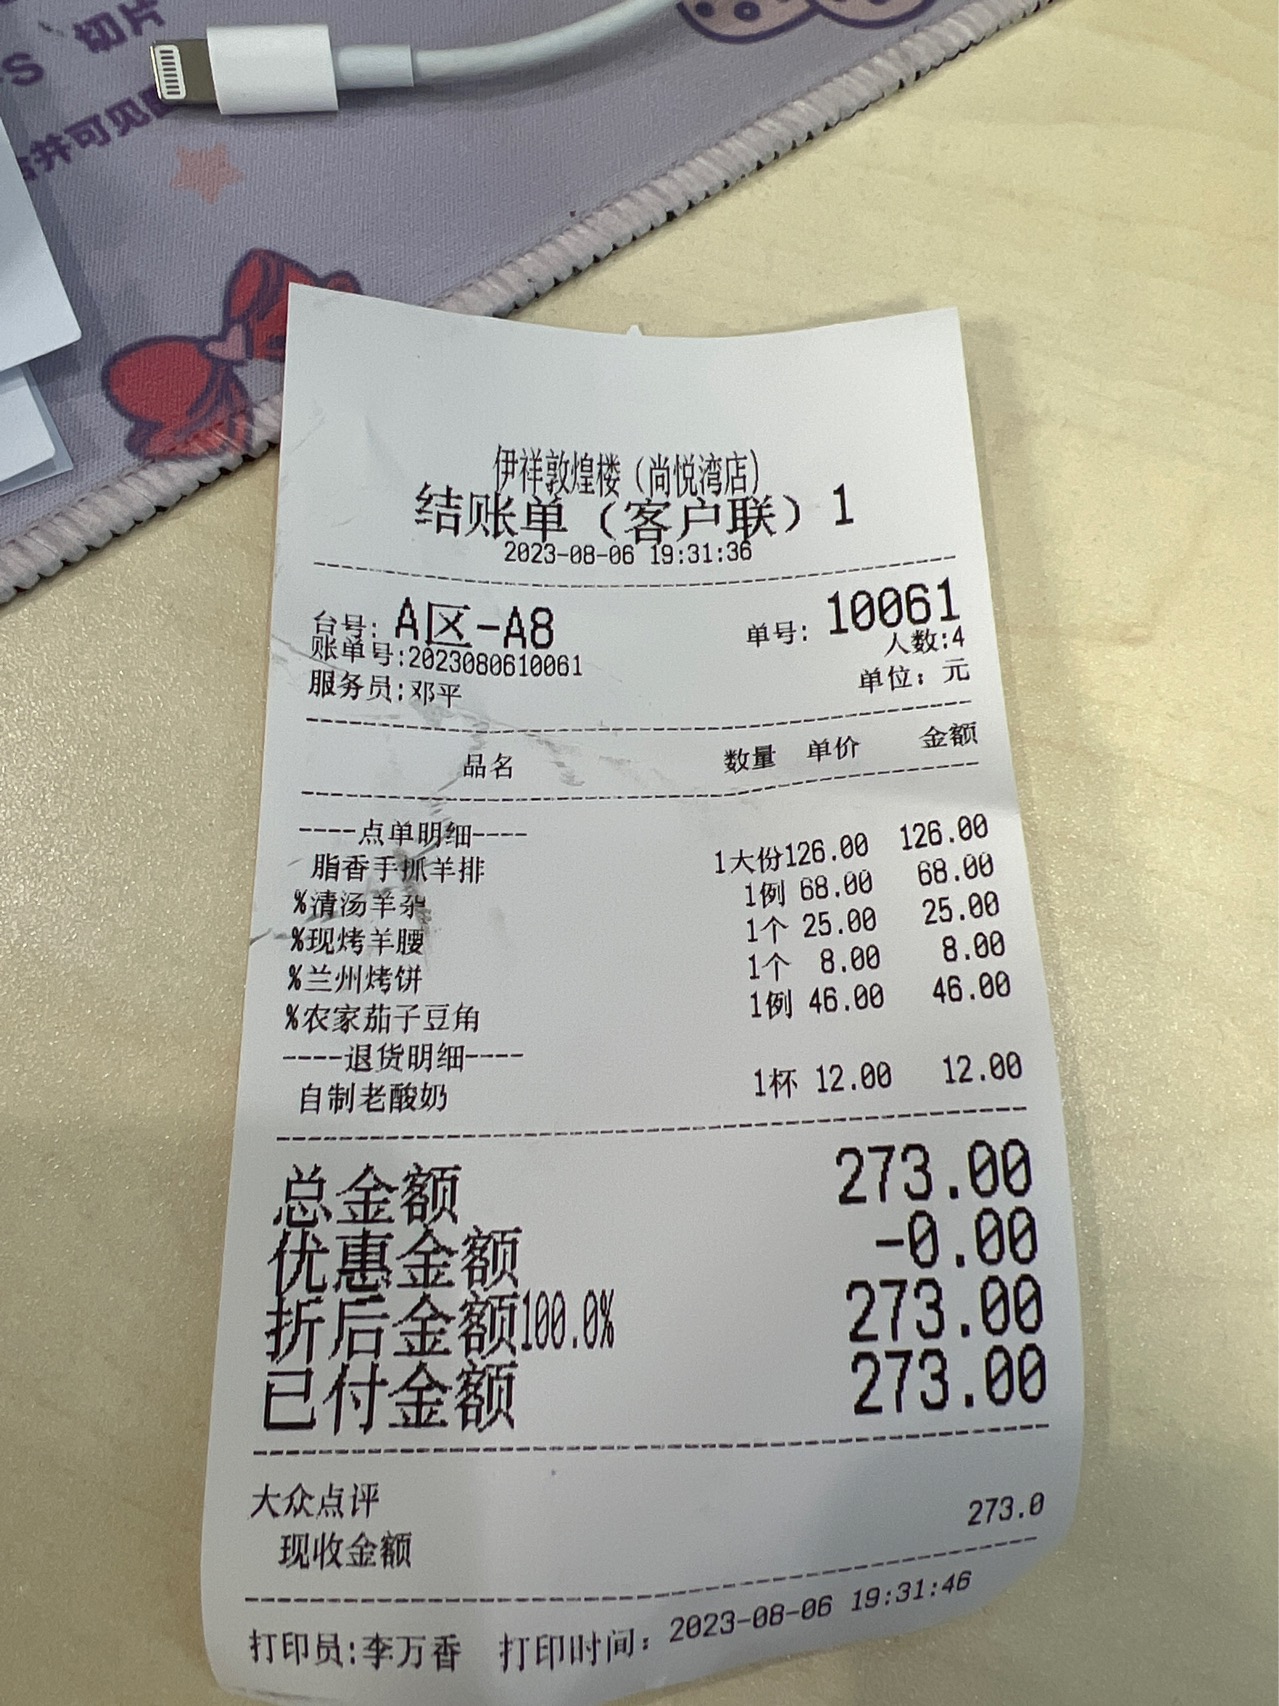 S 切片
并可见
伊祥敦煌楼（尚悦湾店）
结账单（客户联）1
2023-08-06 19:31:36
台号: A区-A8 单号: 10061
账单号:2023080610061 人数:4
服务员:邓平 单位: 元
品名 数量 单价 金额
----点单明细----
脂香手抓羊排 1大份126.00 126.00
%清汤羊杂 1例 68.00 68.00
%现烤羊腰 1个 25.00 25.00
%兰州烤饼 1个 8.00 8.00
%农家茄子豆角 1例 46.00 46.00
----退货明细----
自制老酸奶 1杯 12.00 12.00
总金额 273.00
优惠金额 -0.00
折后金额100.0% 273.00
已付金额 273.00
大众点评
现收金额 273.0
打印员:李万香 打印时间: 2023-08-06 19:31:46